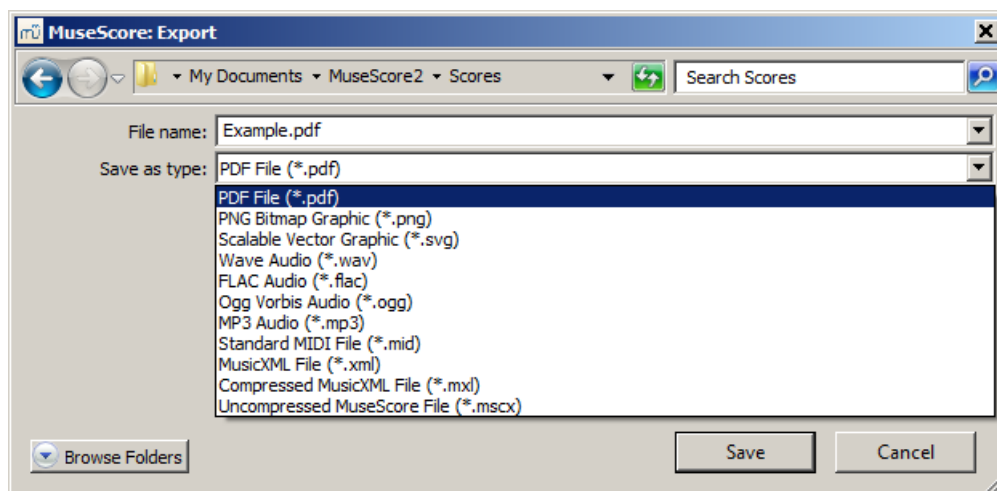 mü MuseScore: Export
My Documents MuseScore2 Scores Search Scores
File name: Example.pdf
Save as type: PDF File (*.pdf)
PDF File (*.pdf)
PNG Bitmap Graphic (*.png)
Scalable Vector Graphic (*.svg)
Wave Audio (*.wav)
FLAC Audio (*.flac)
Ogg Vorbis Audio (*.ogg)
MP3 Audio (*.mp3)
Standard MIDI File (*.mid)
MusicXML File (*.xml)
Compressed MusicXML File (*.mxl)
Uncompressed MuseScore File (*.mscx)
Browse Folders Save Cancel